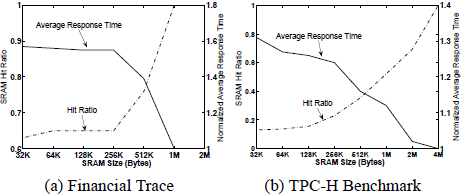 SRAM Hit Ratio
1
0.9
0.8
0.7
0.6
Average Response Time
Hit Ratio
1.8
1.6
1.4
1.2
1
Normalized Average Response Time
32K 64K 128K 256K 512K 1M 2M
SRAM Size (Bytes)
(a) Financial Trace
SRAM Hit Ratio
1
0.8
0.6
0.4
0.2
0
Average Response Time
Hit Ratio
1.4
1.3
1.2
1.1
1
Normalized Average Response Time
32K 64K 128K 256K 512K 1M 2M 4M
SRAM Size (Bytes)
(b) TPC-H Benchmark